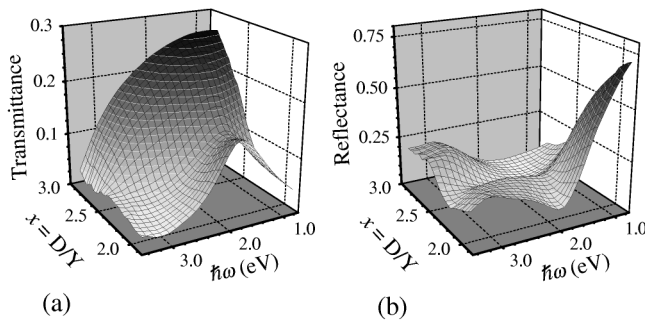 0.3
0.2
0.1
3.0
2.5
2.0
3.0
2.0
1.0
Transmittance
x = D/Y
ħω (eV)
(a)
0.75
0.50
0.25
3.0
2.5
2.0
3.0
2.0
1.0
Reflectance
x = D/Y
ħω (eV)
(b)